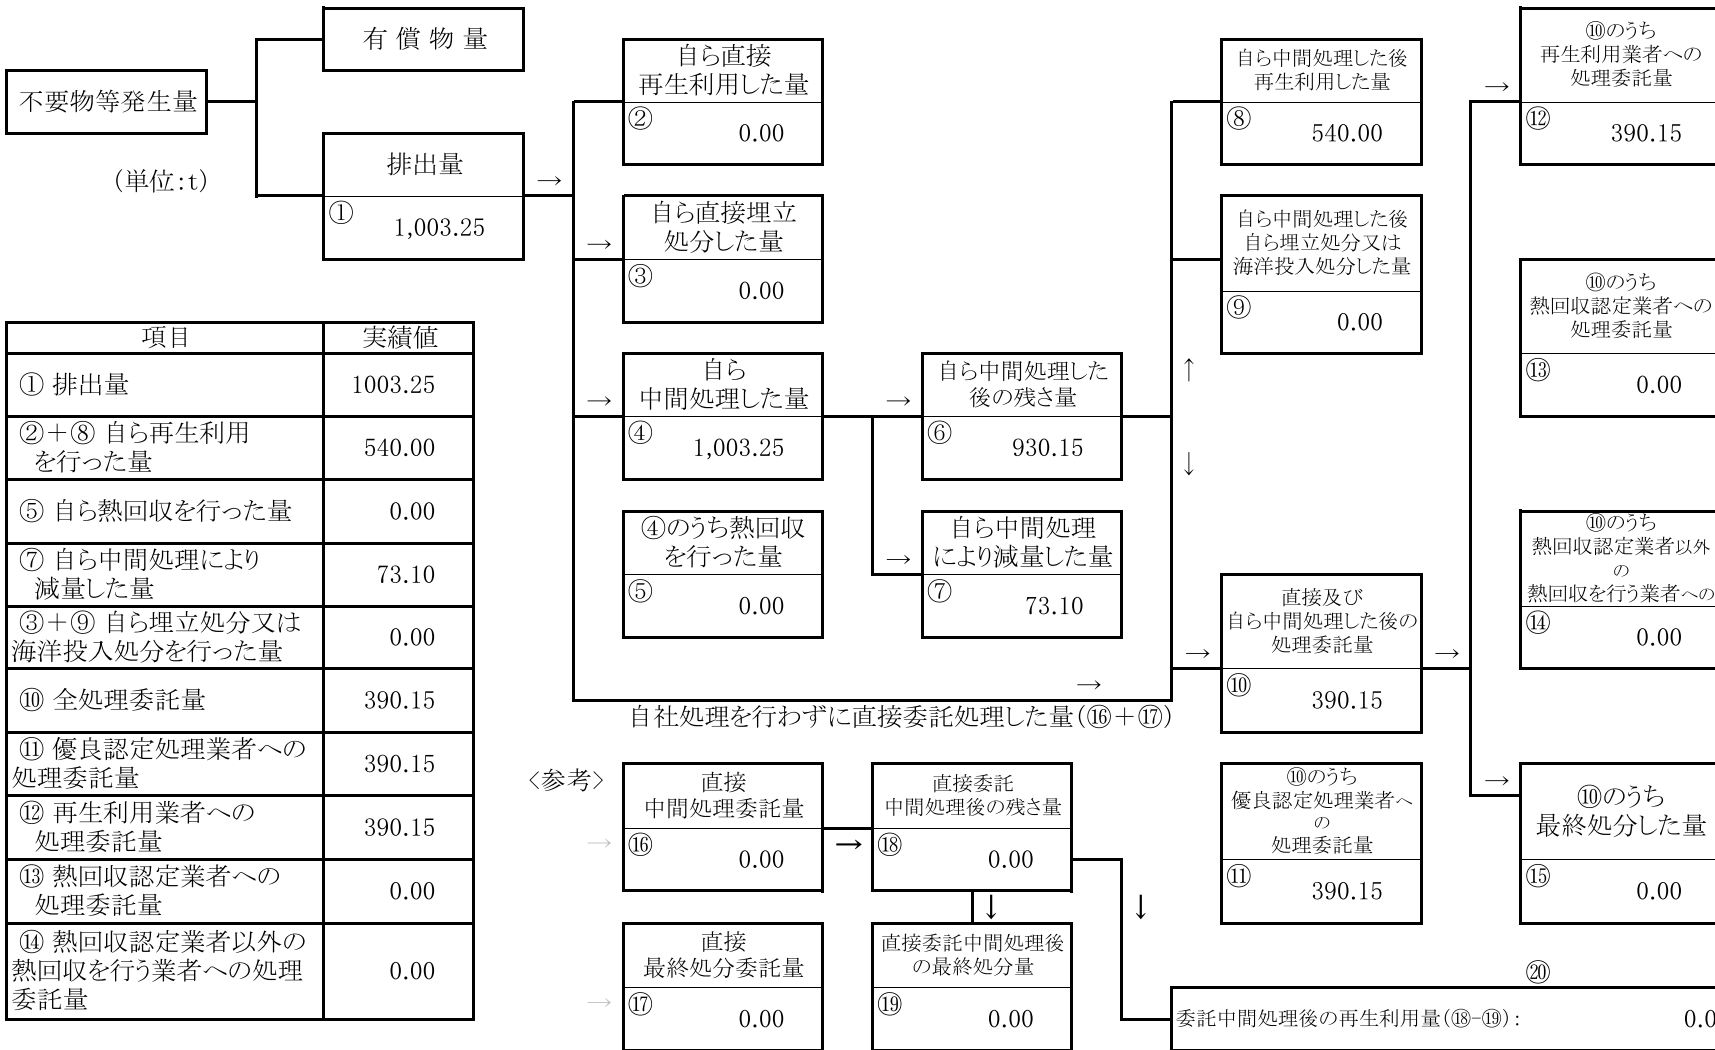 不要物等発生量
(単位:t)
有 償 物 量
排出量
① 1,003.25
→
自ら直接
再生利用した量
② 0.00
→
自ら直接埋立
処分した量
③ 0.00
→
自ら
中間処理した量
④ 1,003.25
④のうち熱回収
を行った量
⑤ 0.00
→
自ら中間処理した
後の残さ量
⑥ 930.15
→
自ら中間処理
により減量した量
⑦ 73.10
→
自社処理を行わずに直接委託処理した量(⑯+⑰)
自ら中間処理した後
再生利用した量
⑧ 540.00
自ら中間処理した後
自ら埋立処分又は
海洋投入処分した量
⑨ 0.00
↑
↓
→
直接及び
自ら中間処理した後の
処理委託量
⑩ 390.15
→
⑩のうち
優良認定処理業者へ
の
処理委託量
⑪ 390.15
→
⑩のうち
再生利用業者への
処理委託量
⑫ 390.15
⑩のうち
熱回収認定業者への
処理委託量
⑬ 0.00
⑩のうち
熱回収認定業者以外
の
熱回収を行う業者への
⑭ 0.00
→
⑩のうち
最終処分した量
⑮ 0.00
項目 実績値
① 排出量 1003.25
②+⑧ 自ら再生利用
を行った量 540.00
⑤ 自ら熱回収を行った量 0.00
⑦ 自ら中間処理により
減量した量 73.10
③+⑨ 自ら埋立処分又は
海洋投入処分を行った量 0.00
⑩ 全処理委託量 390.15
⑪ 優良認定処理業者への
処理委託量 390.15
⑫ 再生利用業者への
処理委託量 390.15
⑬ 熱回収認定業者への
処理委託量 0.00
⑭ 熱回収認定業者以外の
熱回収を行う業者への処理
委託量 0.00
<参考>
→
直接
中間処理委託量
⑯ 0.00
→
直接委託
中間処理後の残さ量
⑱ 0.00
↓
↓
→
直接
最終処分委託量
⑰ 0.00
直接委託中間処理後
の最終処分量
⑲ 0.00
⑳
委託中間処理後の再生利用量(⑱-⑲): 0.0